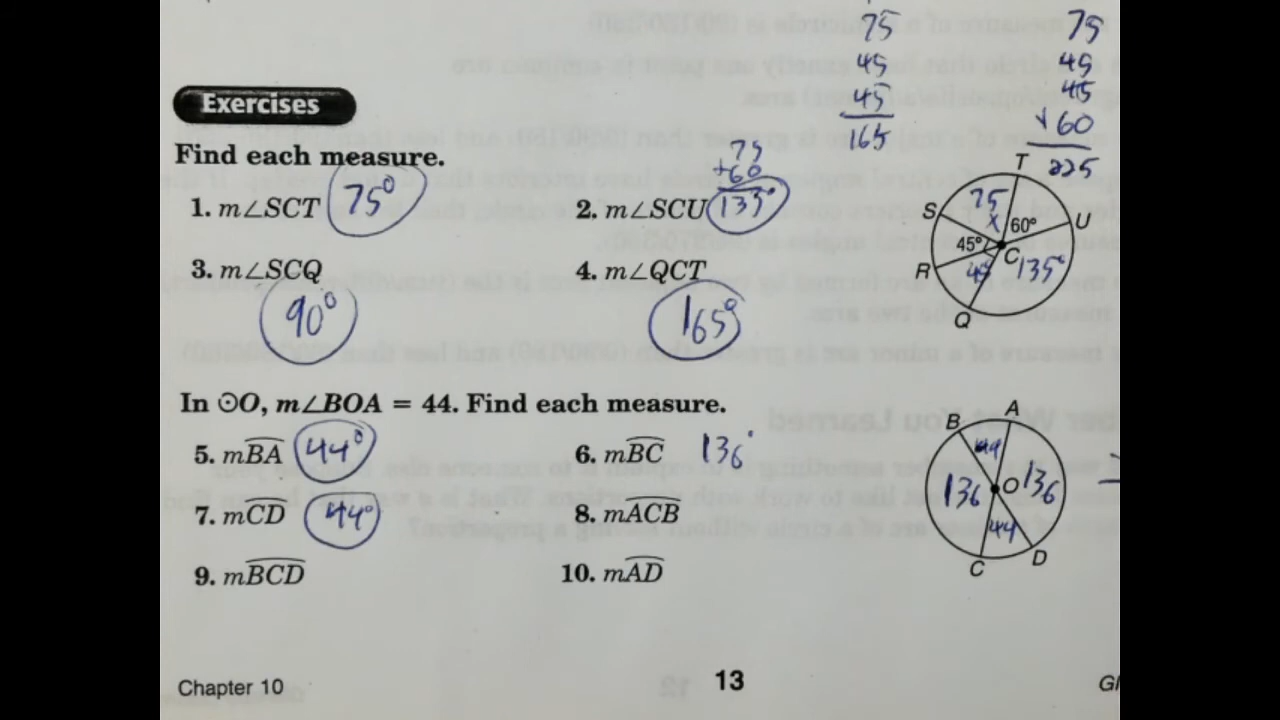 75 75
45 45
45 45
165 + 60
225
Exercises
Find each measure.
75
+60
1. m∠SCT 75° 2. m∠SCU 135°
3. m∠SCQ 4. m∠QCT
90° 165°
T
S 75 x 60° U
45° C
R 45 135°
Q
In ⊙O, m∠BOA = 44. Find each measure.
5. mBA 44° 6. mBC 136°
7. mCD 44° 8. mACB
9. mBCD 10. mAD
B A
44
136 O 136
44
C D
Chapter 10 13 Gl